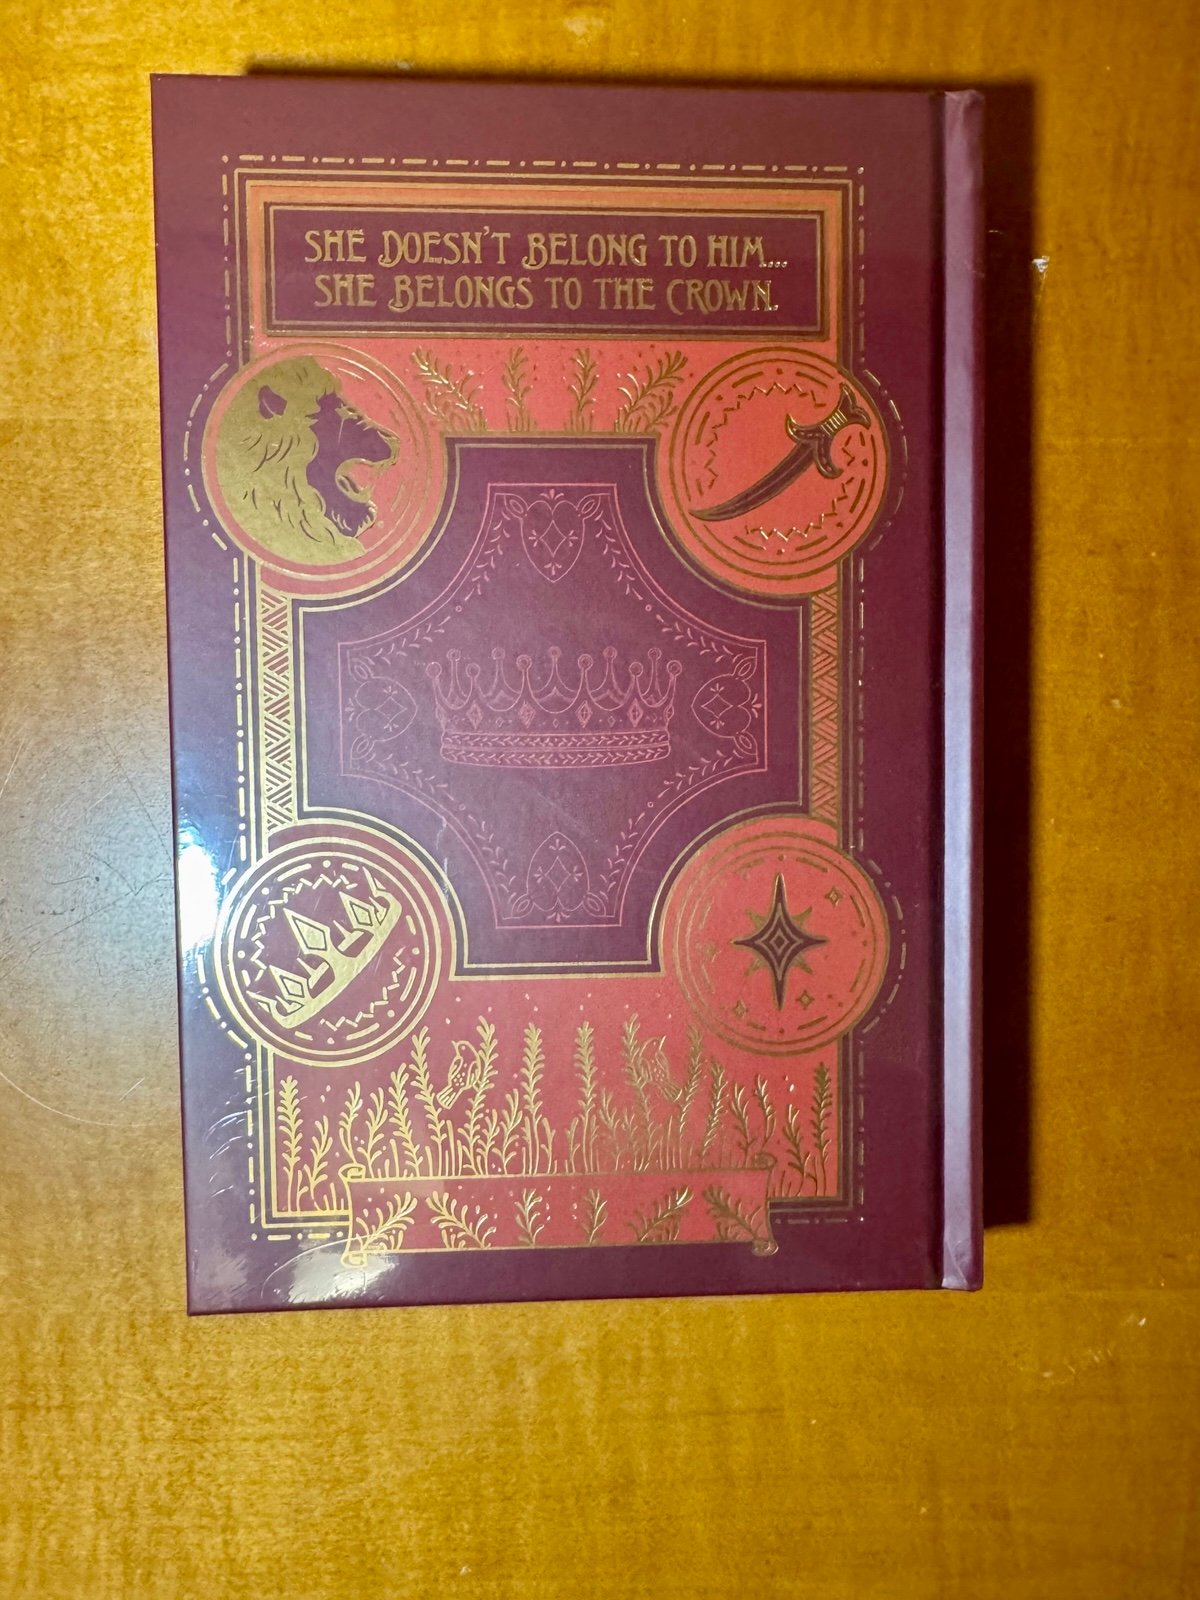 SHE DOESN'T BELONG TO HIM...
SHE BELONGS TO THE CROWN.